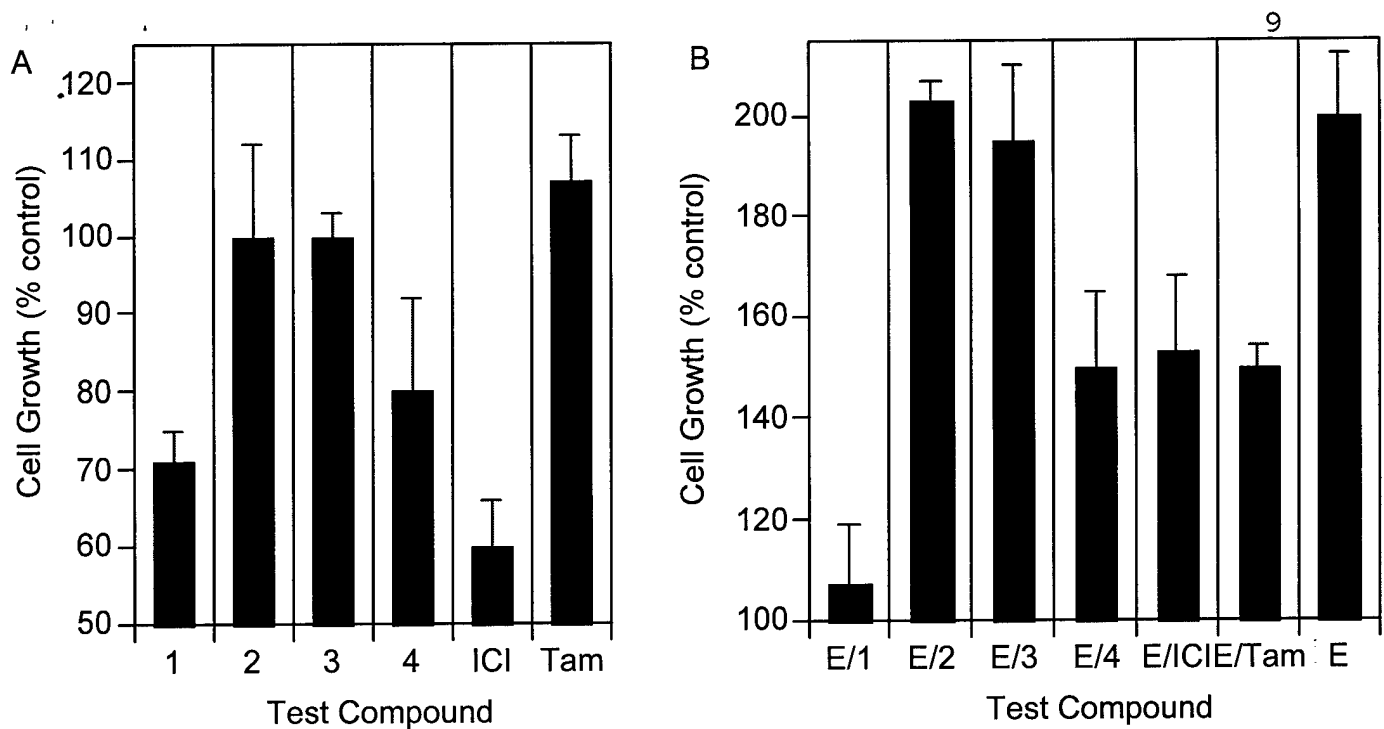 9
A
120
110
100
90
80
70
60
50
Cell Growth (% control)
1 2 3 4 ICI Tam
Test Compound
B
200
180
160
140
120
100
Cell Growth (% control)
E/1 E/2 E/3 E/4 E/ICI E/Tam E
Test Compound